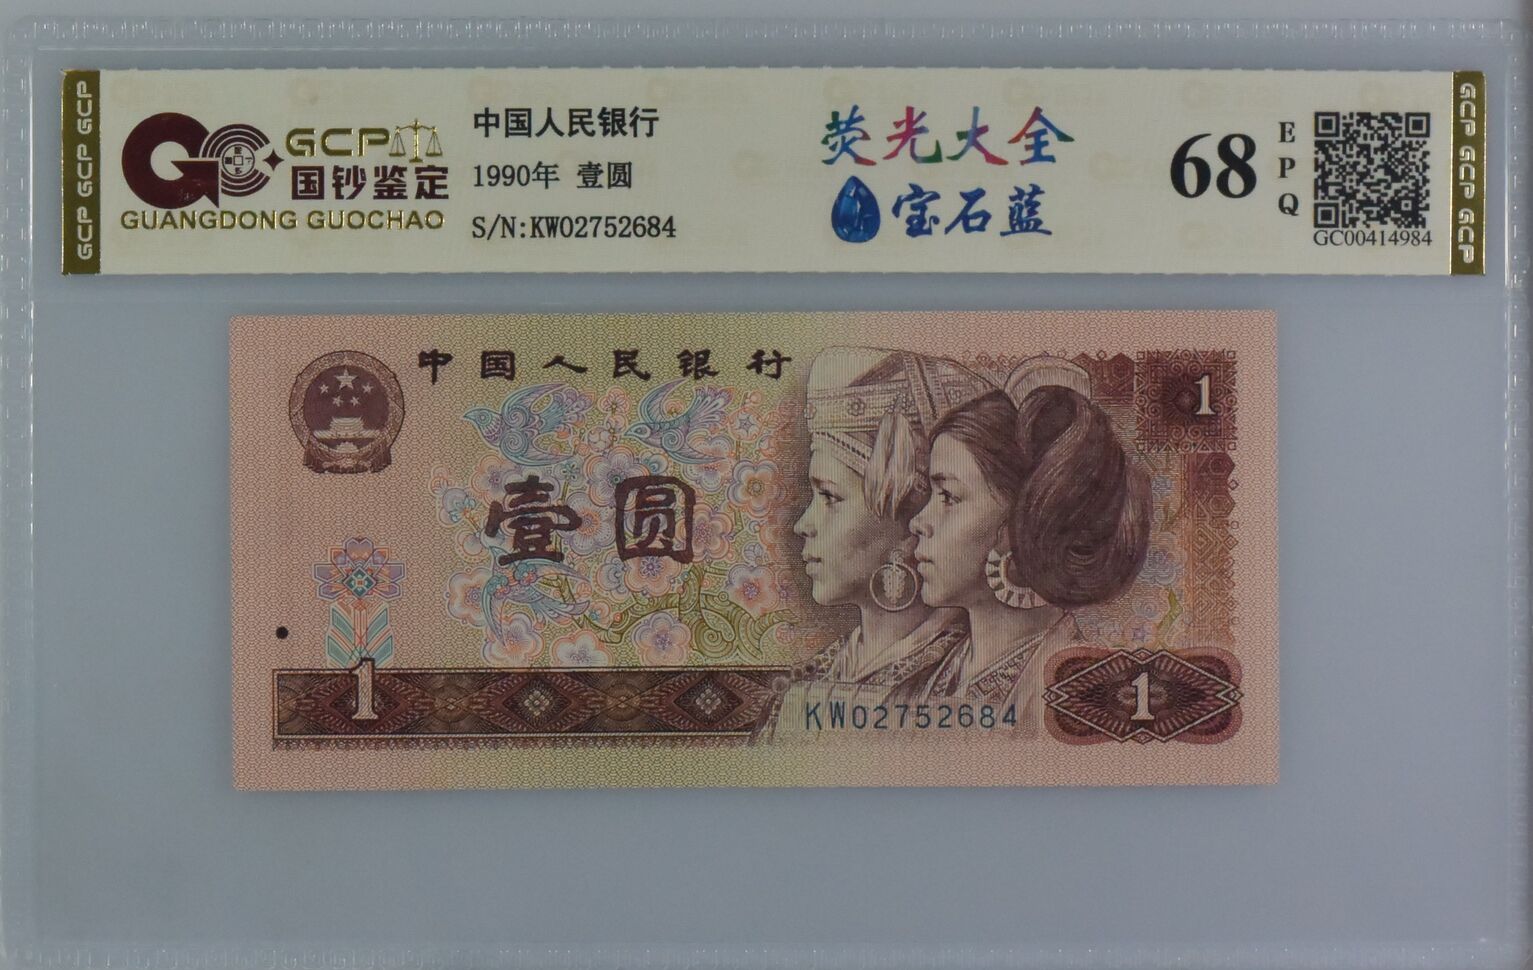 GCP GCP GCP
GCP
国钞鉴定
GUANGDONG GUOCHAO
中国人民银行
1990年 壹圆
S/N:KW02752684
荧光大全
宝石蓝
68
EPQ
GC00414984
GCP GCP GCP
中国人民银行
1
壹圆
1
KW02752684
1